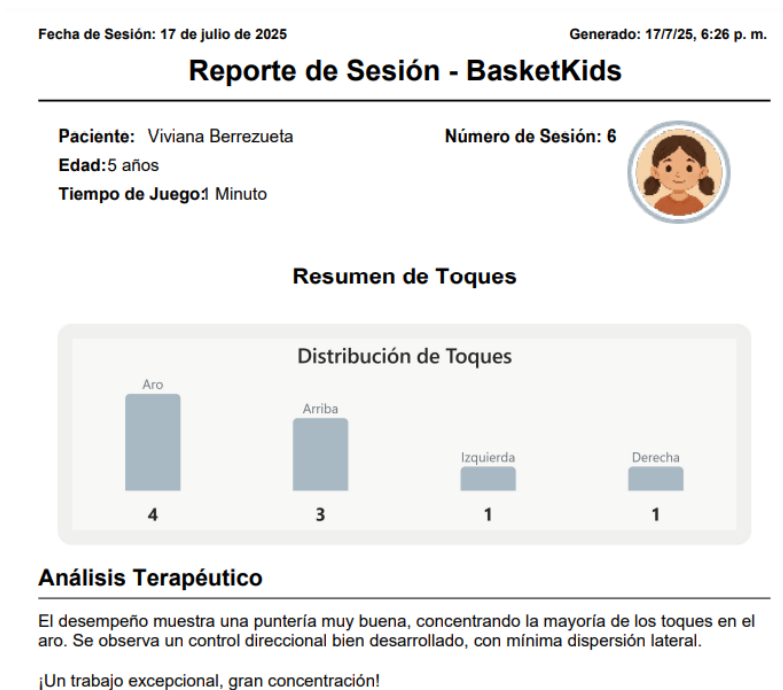 Fecha de Sesión: 17 de julio de 2025 Generado: 17/7/25, 6:26 p. m.
Reporte de Sesión - BasketKids
Paciente: Viviana Berrezueta Número de Sesión: 6
Edad:5 años
Tiempo de Juego:1 Minuto
Resumen de Toques
Distribución de Toques
Aro
Arriba
Izquierda Derecha
4 3 1 1
Análisis Terapéutico
El desempeño muestra una puntería muy buena, concentrando la mayoría de los toques en el
aro. Se observa un control direccional bien desarrollado, con mínima dispersión lateral.
¡Un trabajo excepcional, gran concentración!